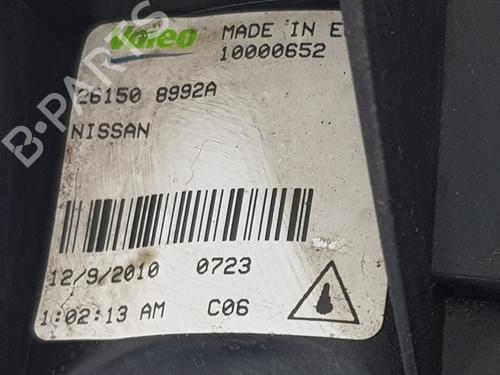 Valeo
MADE IN E
10000652
26150 8992A
NISSAN
12/9/2010 0723
1:02:13 AM C06
B-PARTS